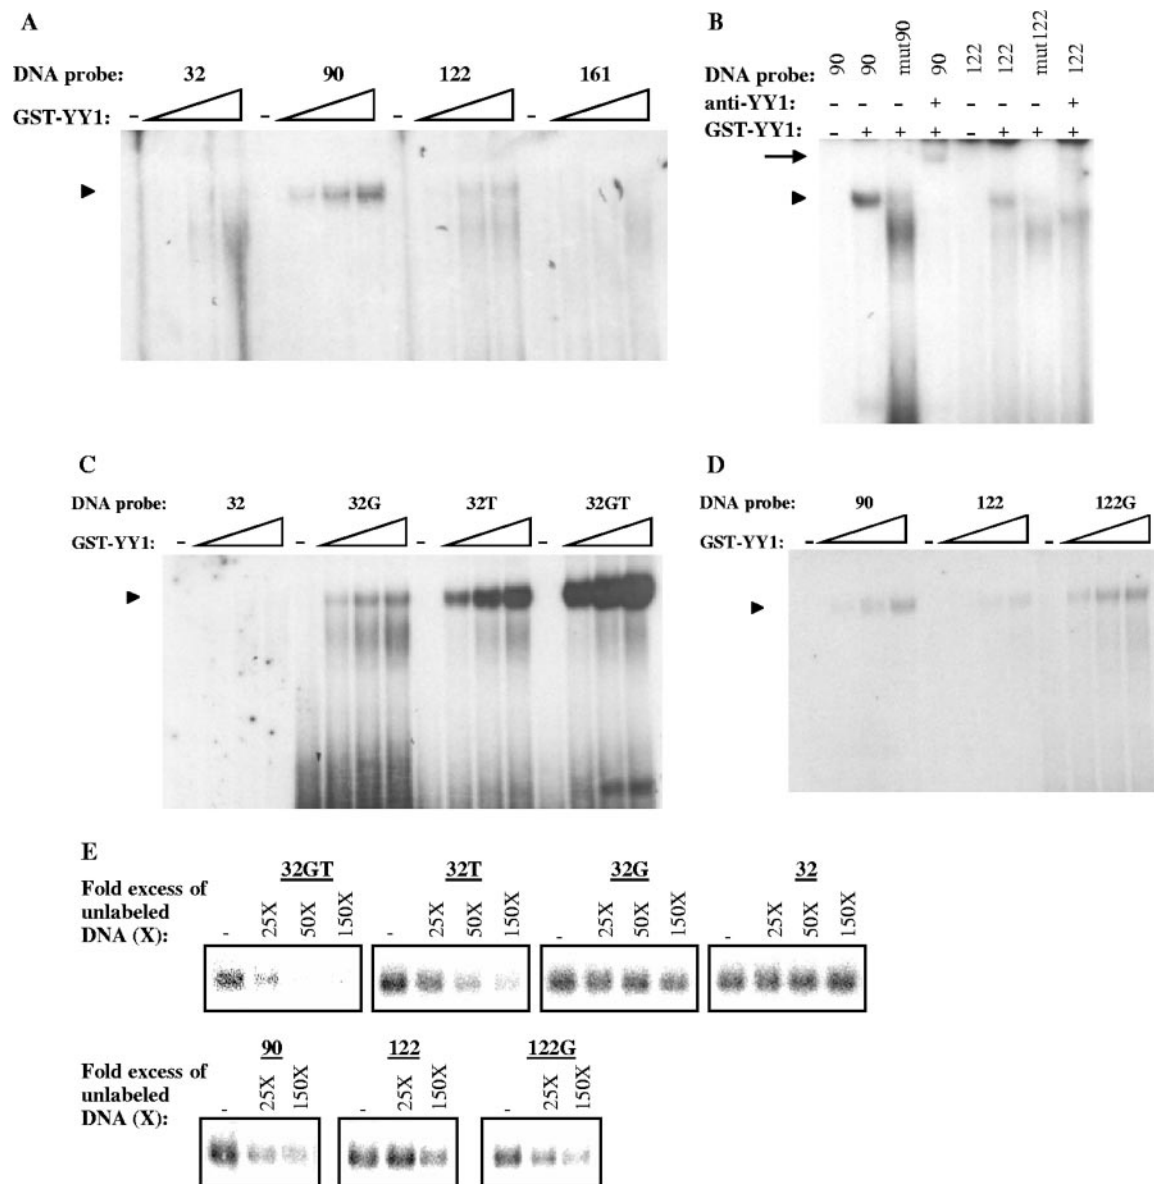 A
DNA probe: 32 90 122 161
GST-YY1: - - - -
B
DNA probe: 90 90 mut90 90 122 122 mut122 122
anti-YY1: - - - + - - - +
GST-YY1: - + + + - + + +
C
DNA probe: 32 32G 32T 32GT
GST-YY1: - - - -
D
DNA probe: 90 122 122G
GST-YY1: - - -
E
32GT 32T 32G 32
Fold excess of
unlabeled
DNA (X): - 25X 50X 150X - 25X 50X 150X - 25X 50X 150X - 25X 50X 150X
90 122 122G
Fold excess of
unlabeled
DNA (X): - 25X 150X - 25X 150X - 25X 150X